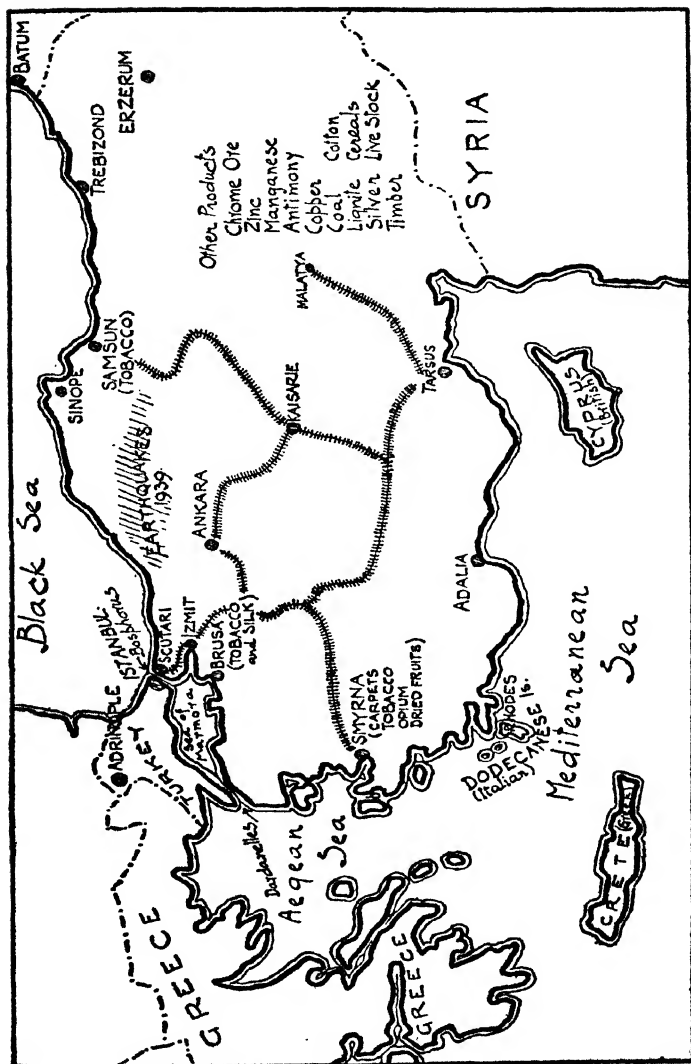 Black Sea
BATUM
TREBIZOND
ERZERUM
SINOPE
SAMSUN
(TOBACCO)
EARTHQUAKES
1939
ISTANBUL
Bosphorus
SCUTARI
IZMIT
ADRINOPLE
TURKEY
Sea of
Marmora
BRUSA
(TOBACCO
and SILK)
ANKARA
KAISARIE
Other Products
Chrome Ore
Zinc
Manganese
Antimony
Copper
Coal Cotton
Lignite Cereals
Silver Live Stock
Timber
MALATYA
GREECE
Dardanelles
Aegean
Sea
SMYRNA
(CARPETS
TOBACCO
OPIUM
DRIED FRUITS)
TARSUS
SYRIA
ADALIA
GREECE
RHODES
DODECANESE Is.
(Italian)
CYPRUS
(British)
Mediterranean
Sea
CRETE